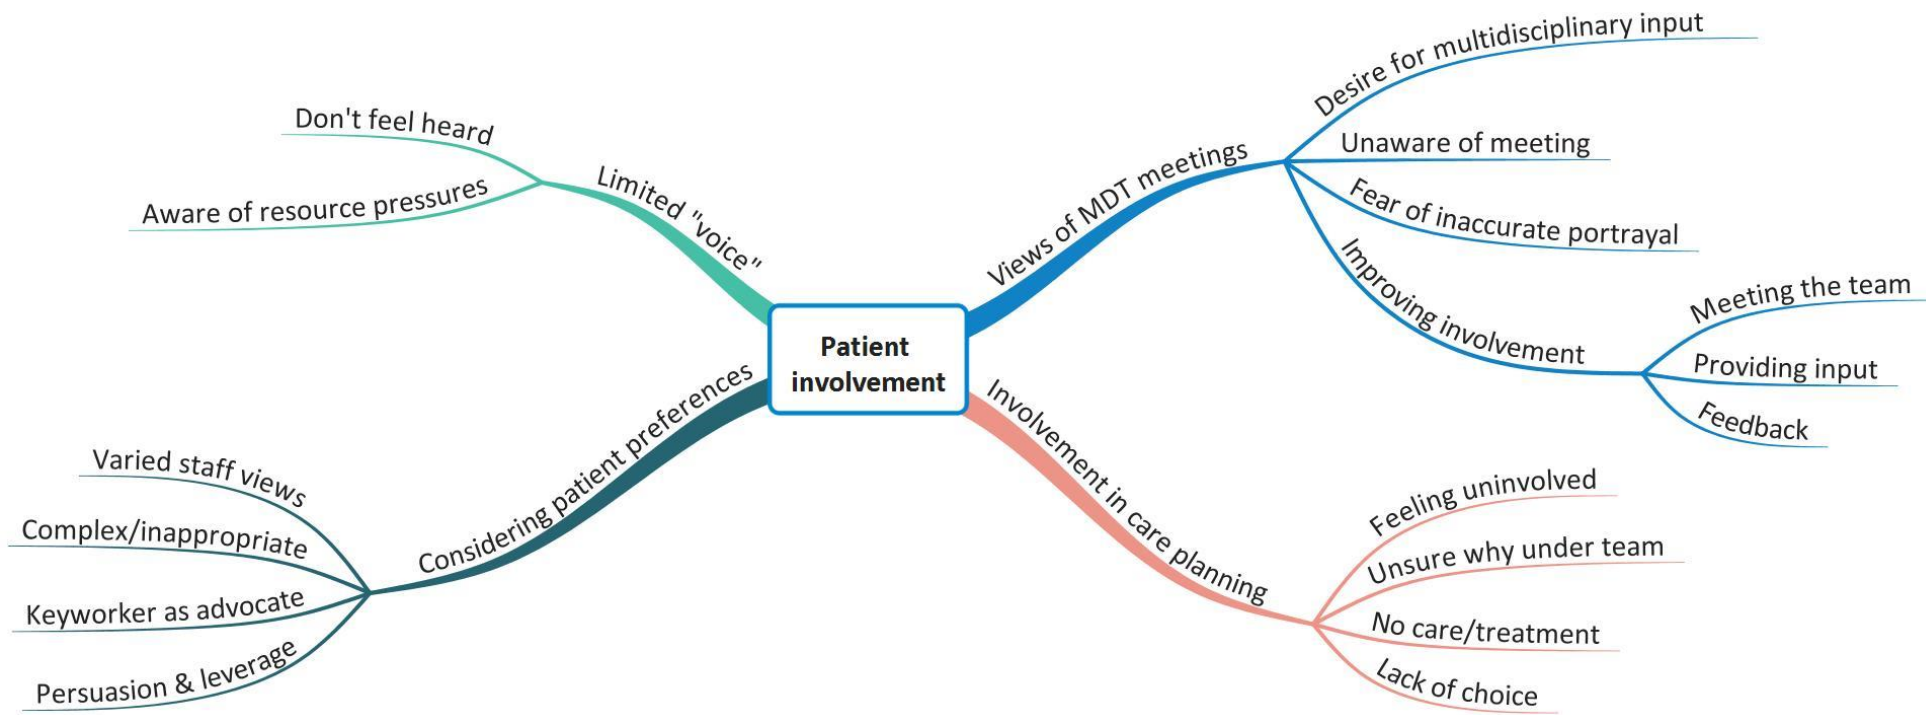 Patient
involvement
Limited "voice"
Don't feel heard
Aware of resource pressures
Considering patient preferences
Varied staff views
Complex/inappropriate
Keyworker as advocate
Persuasion & leverage
Views of MDT meetings
Desire for multidisciplinary input
Unaware of meeting
Fear of inaccurate portrayal
Improving involvement
Meeting the team
Providing input
Feedback
Involvement in care planning
Feeling uninvolved
Unsure why under team
No care/treatment
Lack of choice